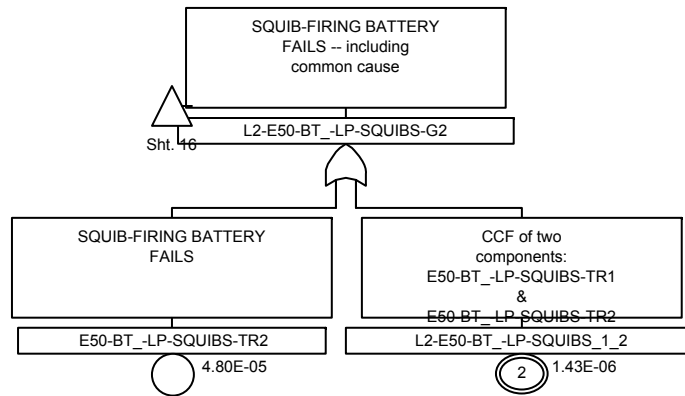 SQUIB-FIRING BATTERY
FAILS -- including
common cause
L2-E50-BT_-LP-SQUIBS-G2
Sht. 16
SQUIB-FIRING BATTERY
FAILS
E50-BT_-LP-SQUIBS-TR2
4.80E-05
CCF of two
components:
E50-BT_-LP-SQUIBS-TR1
&
E50-BT_-LP-SQUIBS-TR2
L2-E50-BT_-LP-SQUIBS_1_2
2
1.43E-06